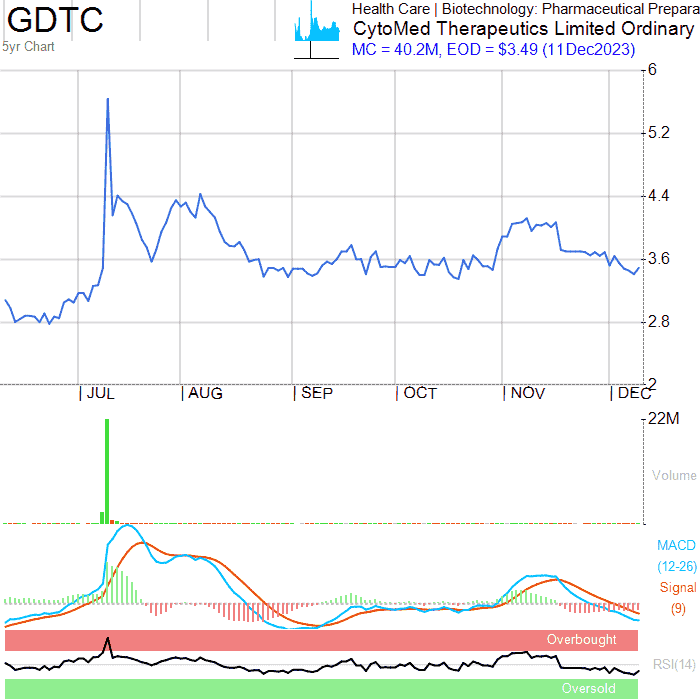 GDTC
5yr Chart
Health Care | Biotechnology: Pharmaceutical Prepara
CytoMed Therapeutics Limited Ordinary
MC = 40.2M, EOD = $3.49 (11Dec2023)
6
5.2
4.4
3.6
2.8
2
| JUL | AUG | SEP | OCT | NOV | DEC
22M
Volume
MACD
(12-26)
Signal
(9)
Overbought
RSI(14)
Oversold